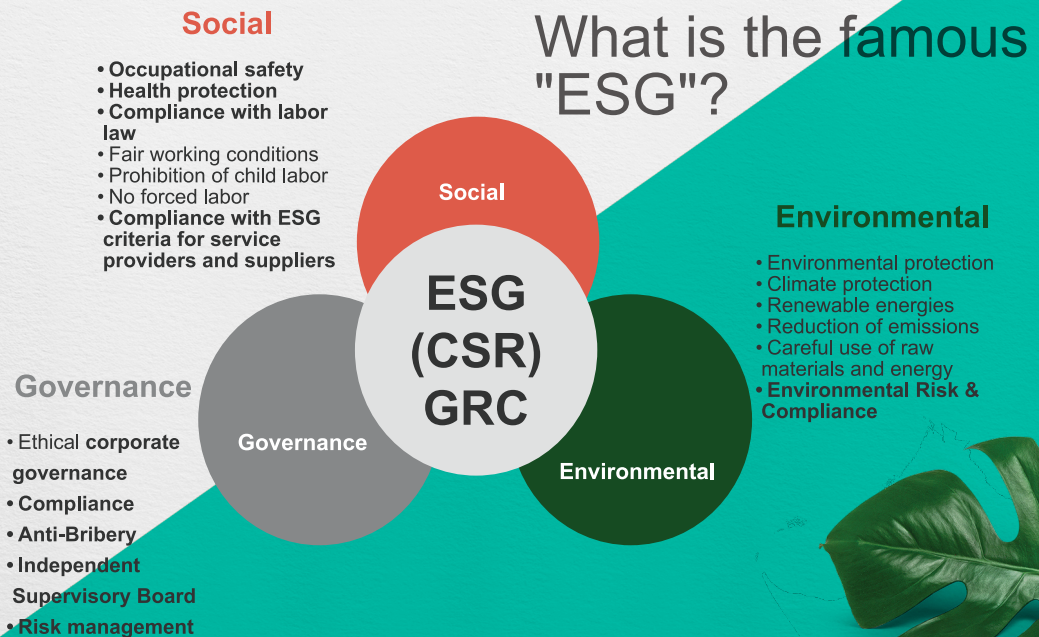 What is the famous
"ESG"?
Social
• Occupational safety
• Health protection
• Compliance with labor
law
• Fair working conditions
• Prohibition of child labor
• No forced labor
• Compliance with ESG
criteria for service
providers and suppliers
Social
ESG
(CSR)
GRC
Governance
Environmental
Environmental
• Environmental protection
• Climate protection
• Renewable energies
• Reduction of emissions
• Careful use of raw
materials and energy
• Environmental Risk &
Compliance
Governance
• Ethical corporate
governance
• Compliance
• Anti-Bribery
• Independent
Supervisory Board
• Risk management